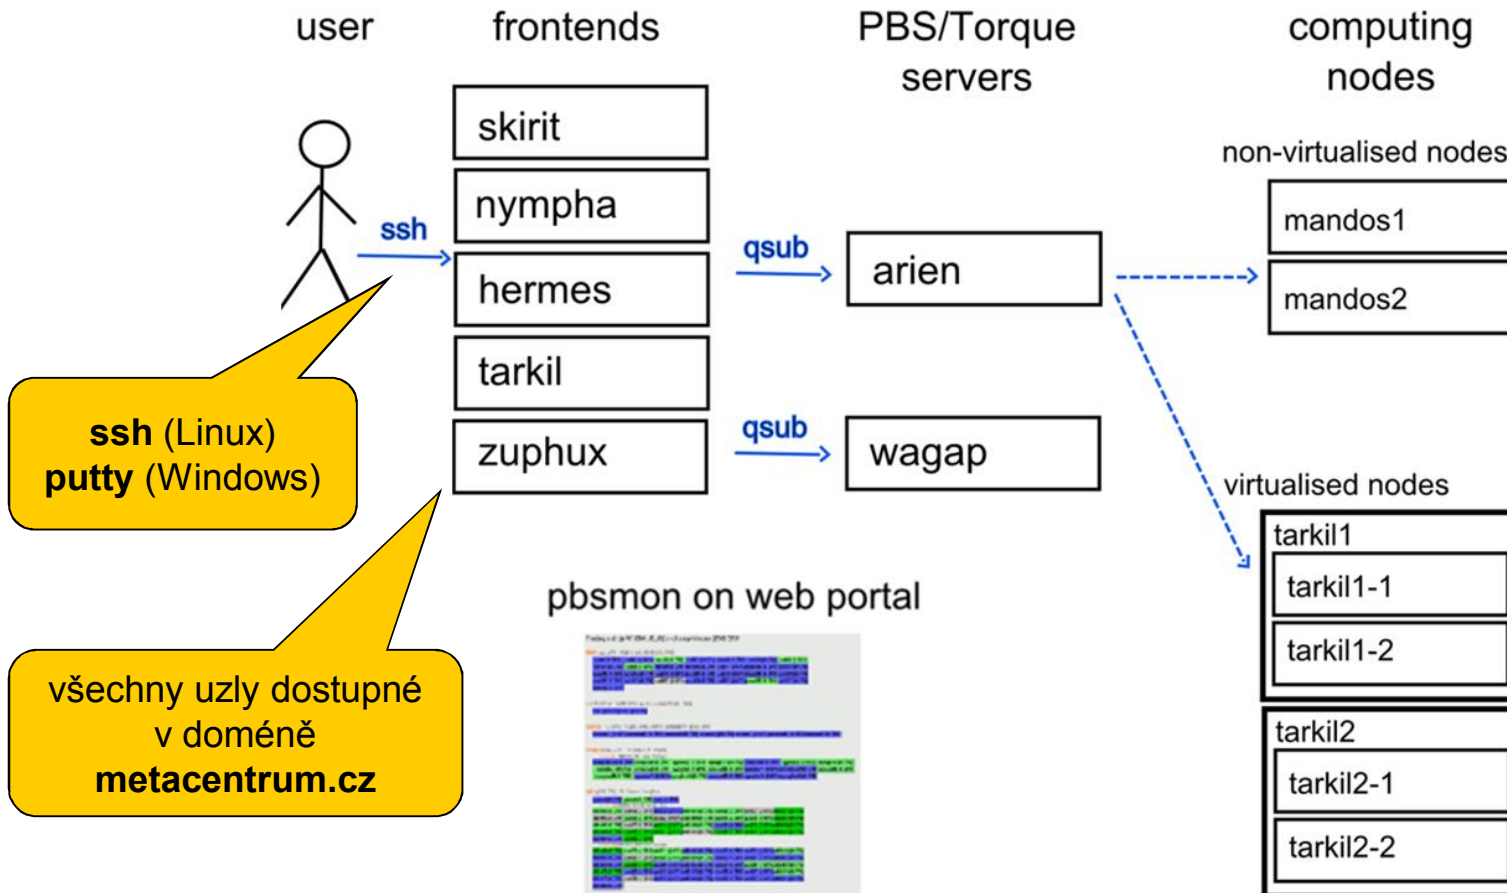 user
frontends
PBS/Torque
servers
computing
nodes
skirit
nympha
hermes
tarkil
zuphux
ssh
qsub
arien
qsub
wagap
non-virtualised nodes
mandos1
mandos2
virtualised nodes
tarkil1
tarkil1-1
tarkil1-2
tarkil2
tarkil2-1
tarkil2-2
ssh (Linux)
putty (Windows)
všechny uzly dostupné
v doméně
metacentrum.cz
pbsmon on web portal